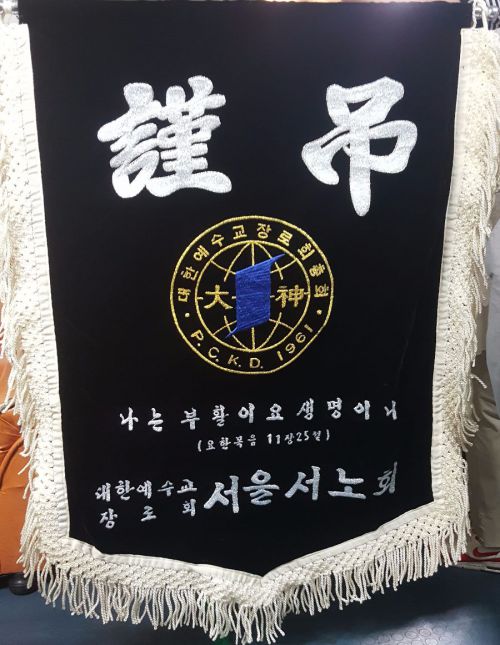 謹弔
대한예수교장로회총회
大神
P.C.K.D. 1961
나는 부활이요 생명이니
(요한복음 11장25절)
대한예수교
장로회 서울서노회